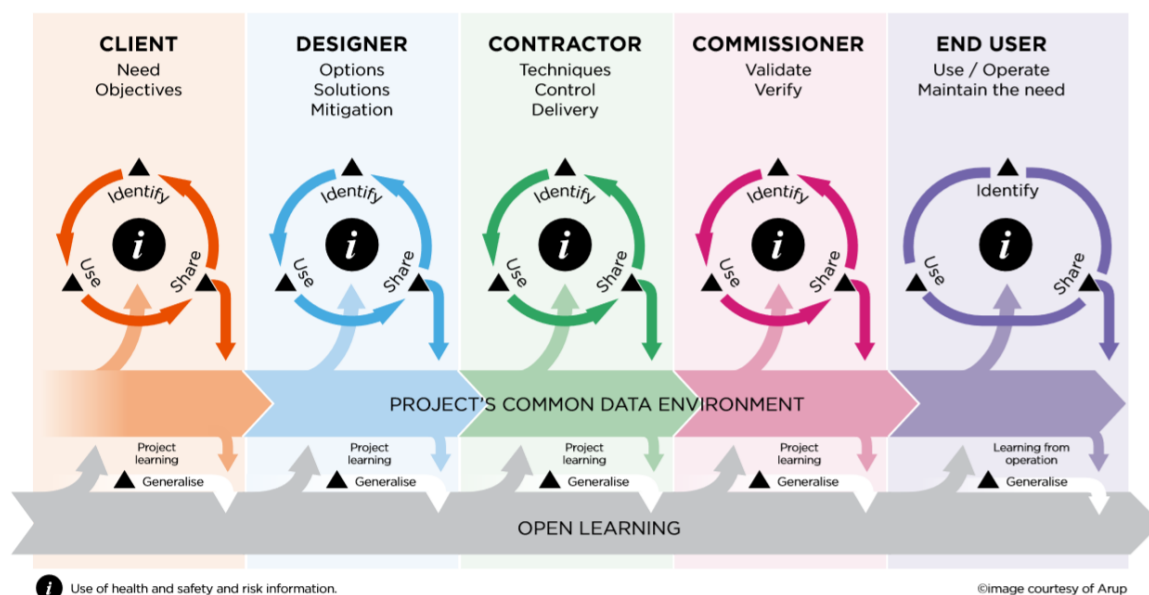 CLIENT
Need
Objectives
DESIGNER
Options
Solutions
Mitigation
CONTRACTOR
Techniques
Control
Delivery
COMMISSIONER
Validate
Verify
END USER
Use / Operate
Maintain the need
Identify
Use
Share
i
Identify
Use
Share
i
Identify
Use
Share
i
Identify
Use
Share
i
Identify
Use
Share
i
PROJECT'S COMMON DATA ENVIRONMENT
Project
learning
Generalise
Project
learning
Generalise
Project
learning
Generalise
Project
learning
Generalise
Learning from
operation
Generalise
OPEN LEARNING
i Use of health and safety and risk information.
©image courtesy of Arup